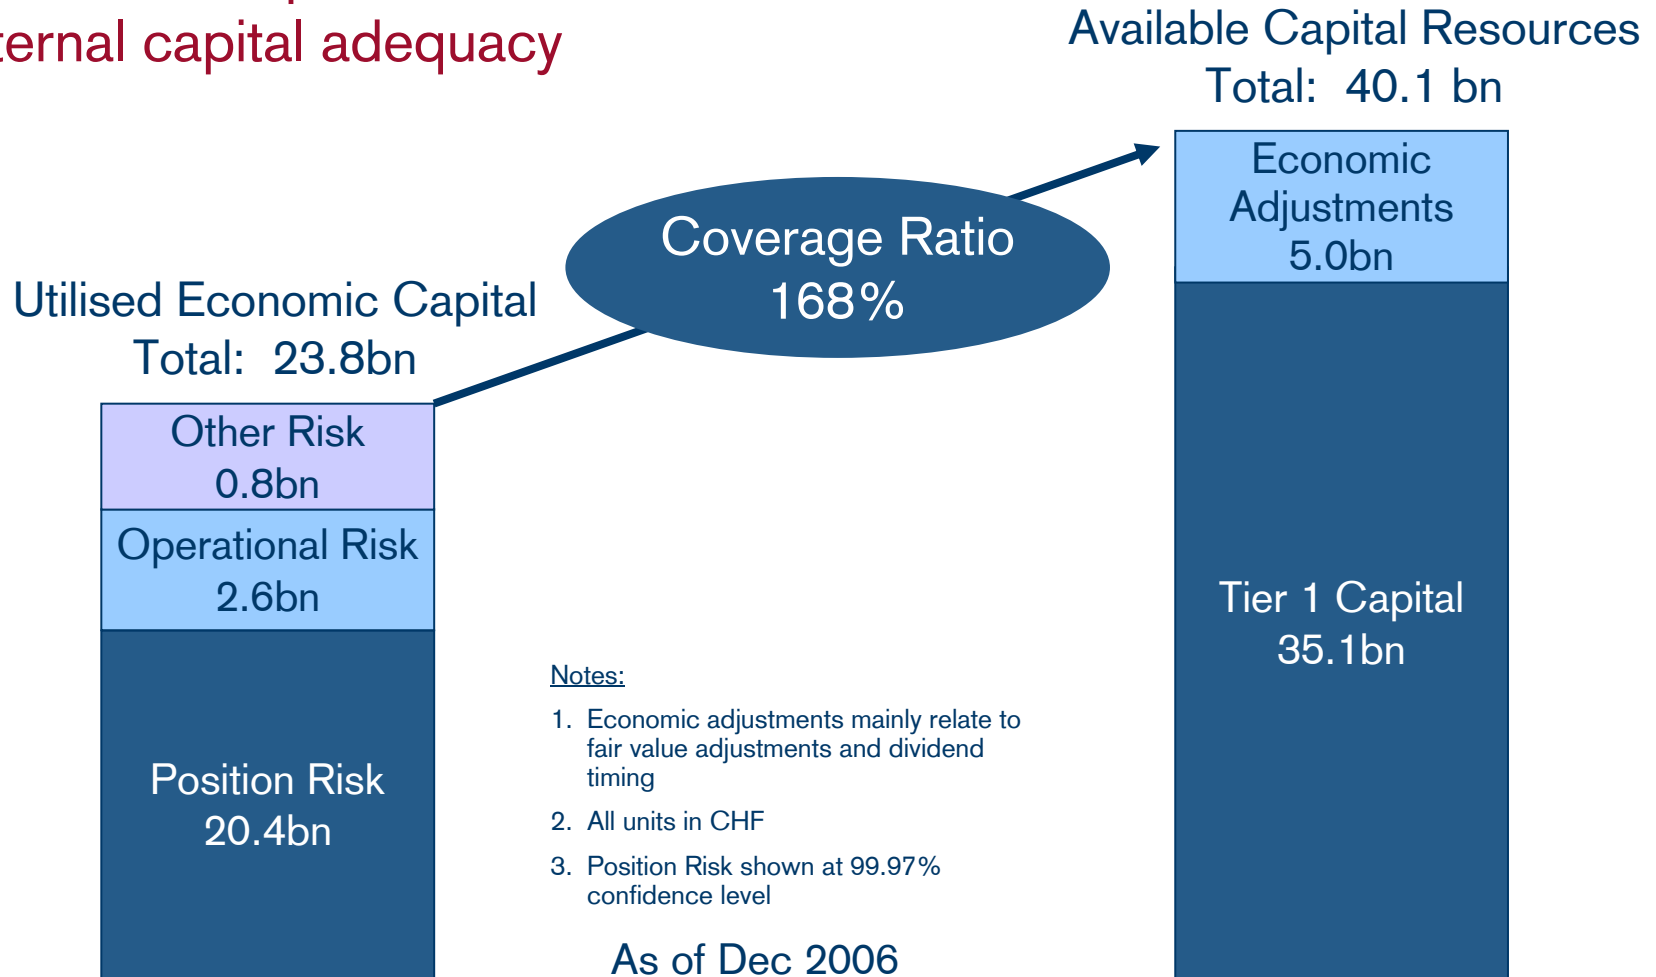 ternal capital adequacy
Available Capital Resources
Total: 40.1 bn
Economic
Adjustments
5.0bn
Coverage Ratio
168%
Utilised Economic Capital
Total: 23.8bn
Other Risk
0.8bn
Operational Risk
2.6bn
Position Risk
20.4bn
Tier 1 Capital
35.1bn
Notes:
1. Economic adjustments mainly relate to
fair value adjustments and dividend
timing
2. All units in CHF
3. Position Risk shown at 99.97%
confidence level
As of Dec 2006